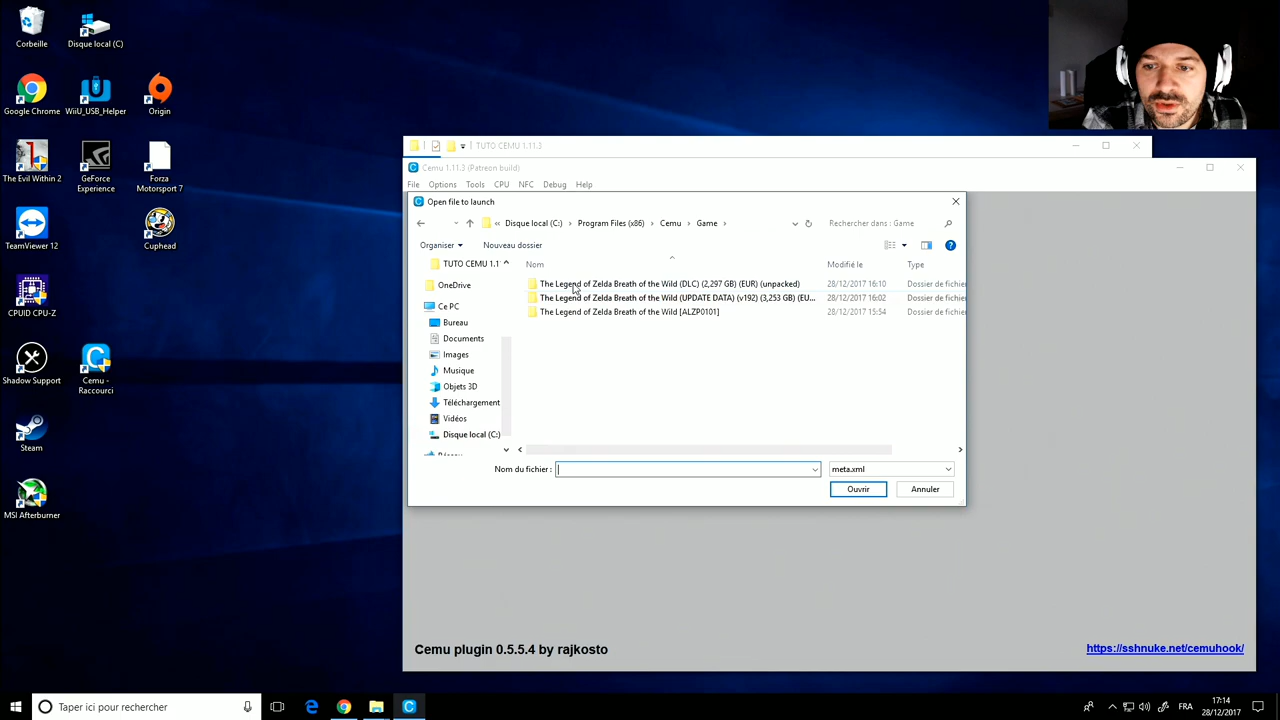 Corbeille
Disque local (C)
Google Chrome
WiiU_USB_Helper
Origin
The Evil Within 2
GeForce Experience
Forza Motorsport 7
TeamViewer 12
Cuphead
CPUID CPU-Z
Shadow Support
Cemu - Raccourci
Steam
MSI Afterburner
TUTO CEMU 1.11.3
Cemu 1.11.3 (Patreon build)
File Options Tools CPU NFC Debug Help
Open file to launch
« Disque local (C:) › Program Files (x86) › Cemu › Game ›
Rechercher dans : Game
Organiser
Nouveau dossier
TUTO CEMU 1.1
OneDrive
Ce PC
Bureau
Documents
Images
Musique
Objets 3D
Téléchargement
Vidéos
Disque local (C:)
Nom Modifié le Type
The Legend of Zelda Breath of the Wild (DLC) (2,297 GB) (EUR) (unpacked) 28/12/2017 16:10 Dossier de fichier
The Legend of Zelda Breath of the Wild (UPDATE DATA) (v192) (3,253 GB) (EU... 28/12/2017 16:02 Dossier de fichier
The Legend of Zelda Breath of the Wild [ALZP0101] 28/12/2017 15:54 Dossier de fichier
Nom du fichier :
meta.xml
Ouvrir
Annuler
Cemu plugin 0.5.5.4 by rajkosto
https://sshnuke.net/cemuhook/
Taper ici pour rechercher
FRA
17:14
28/12/2017